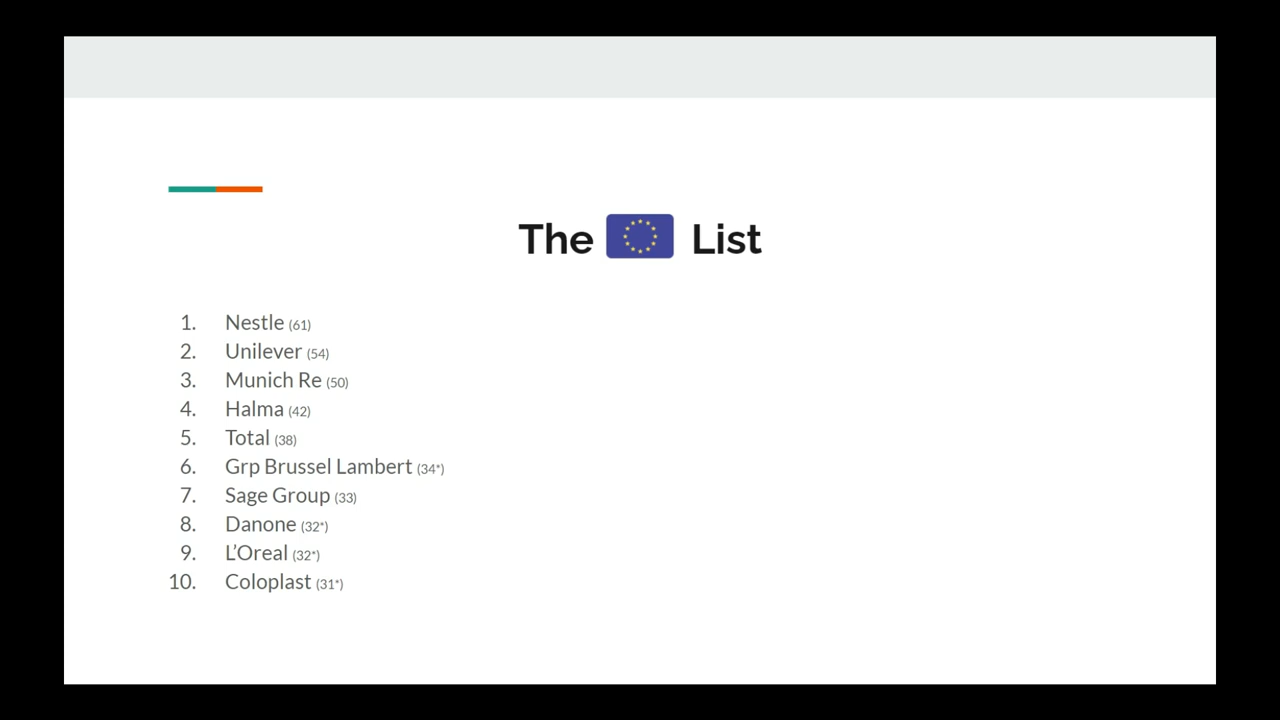 The List
1. Nestle (61)
2. Unilever (54)
3. Munich Re (50)
4. Halma (42)
5. Total (38)
6. Grp Brussel Lambert (34*)
7. Sage Group (33)
8. Danone (32*)
9. L’Oreal (32*)
10. Coloplast (31*)